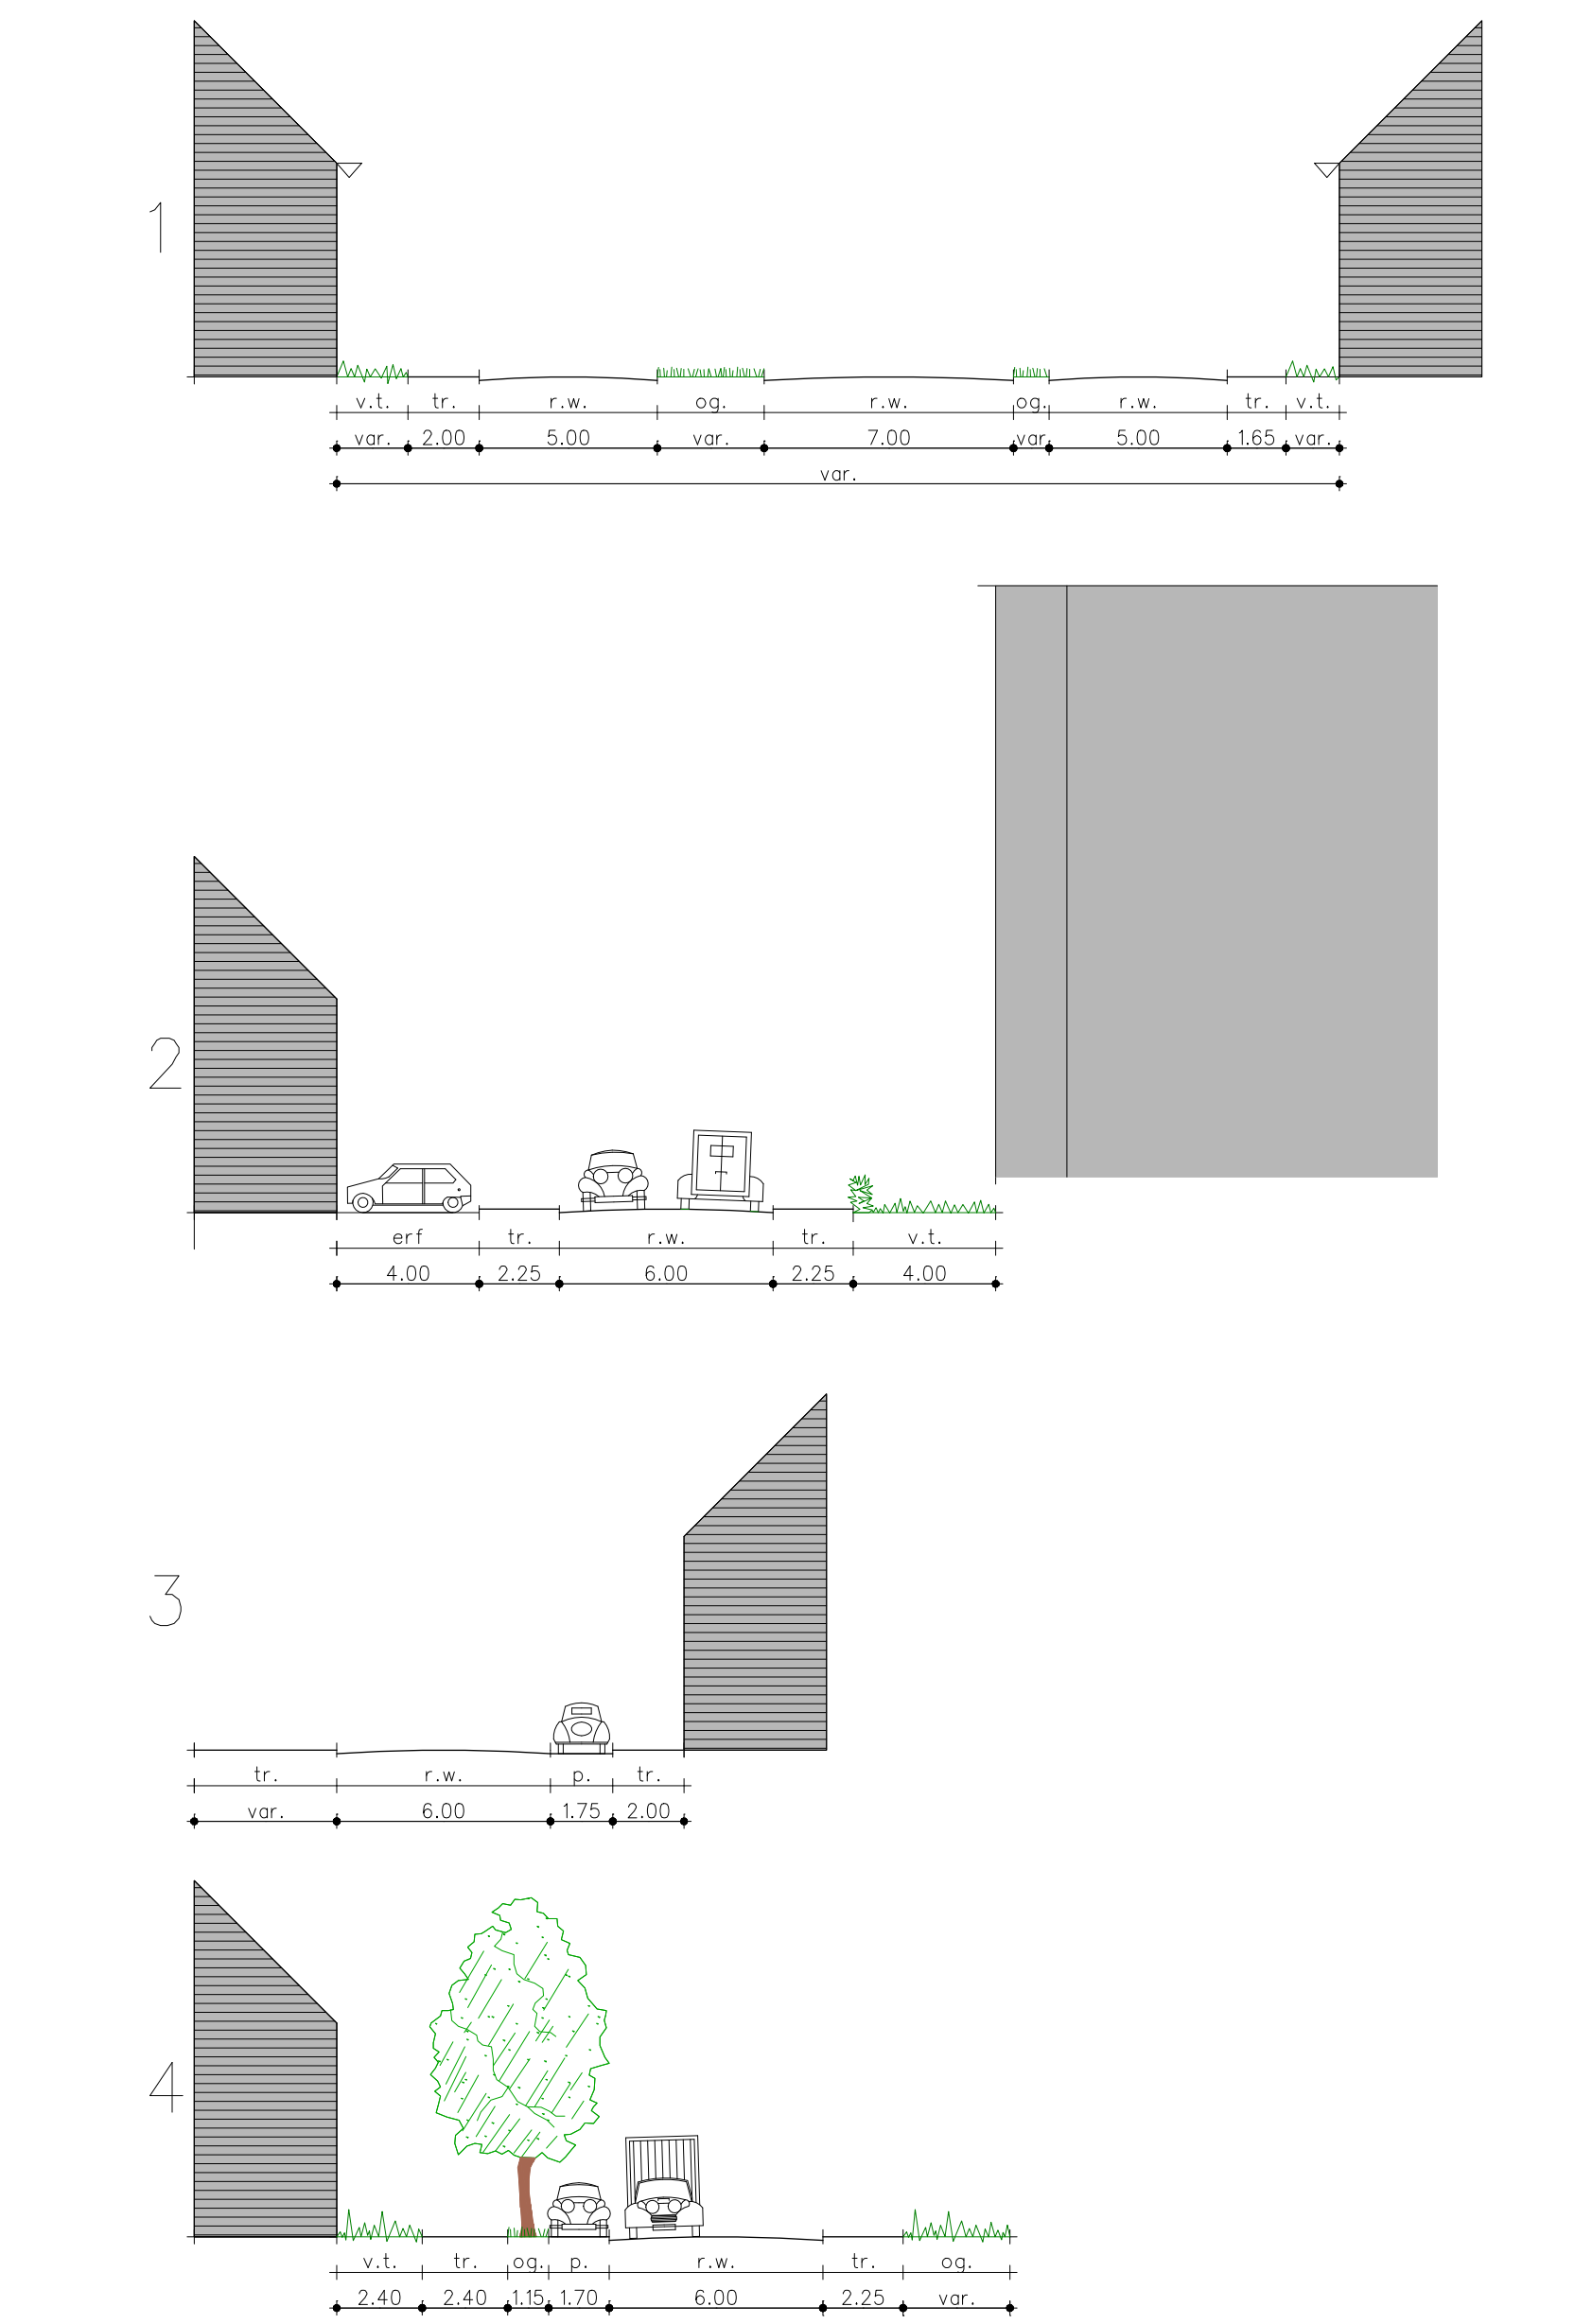 1
v.t. tr. r.w. og. r.w. og. r.w. tr. v.t.
var. 2.00 5.00 var. 7.00 var. 5.00 1.65 var.
var.
2
erf tr. r.w. tr. v.t.
4.00 2.25 6.00 2.25 4.00
3
tr. r.w. p. tr.
var. 6.00 1.75 2.00
4
v.t. tr. og. p. r.w. tr. og.
2.40 2.40 1.15 1.70 6.00 2.25 var.